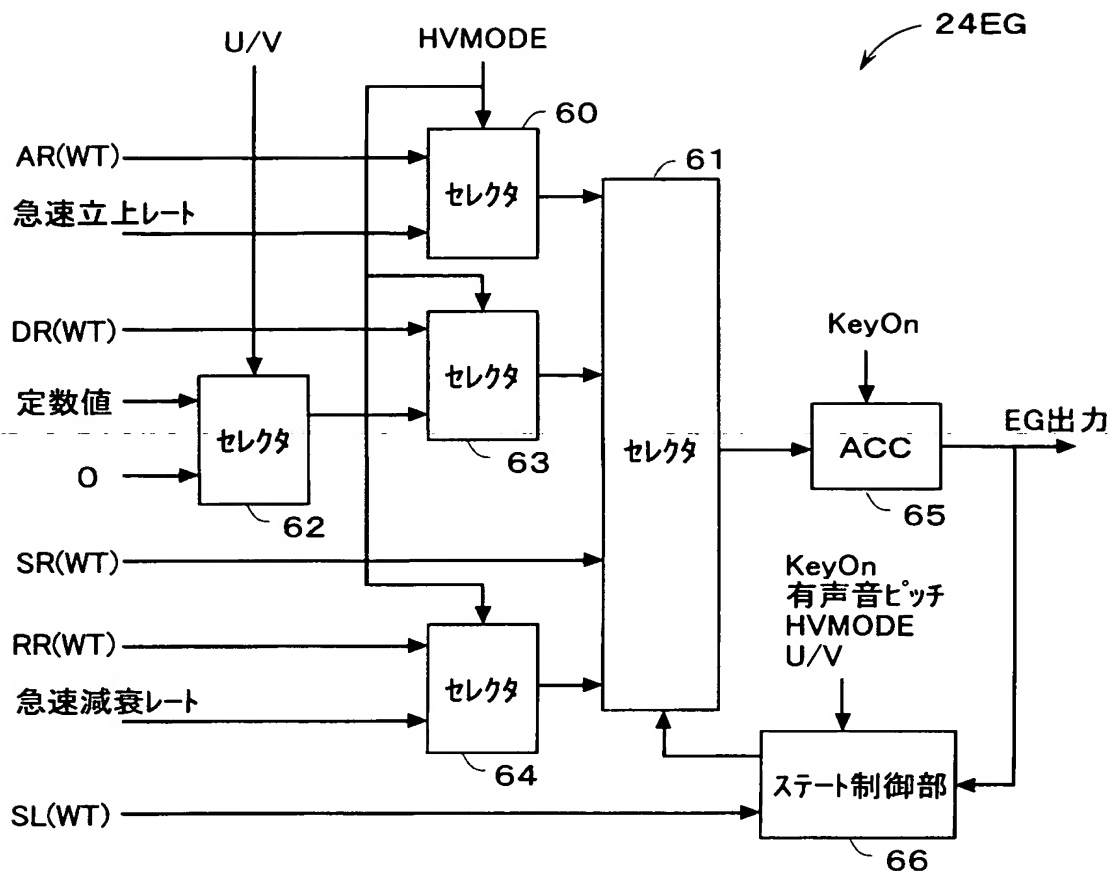 24EG
U/V
HVMODE
60
AR(WT)
セレクタ
61
急速立上レート
DR(WT)
セレクタ
KeyOn
定数値
セレクタ
63
セレクタ
ACC
EG出力
0
62
65
SR(WT)
KeyOn
有声音ピッチ
HVMODE
U/V
RR(WT)
セレクタ
急速減衰レート
64
ステート制御部
SL(WT)
66